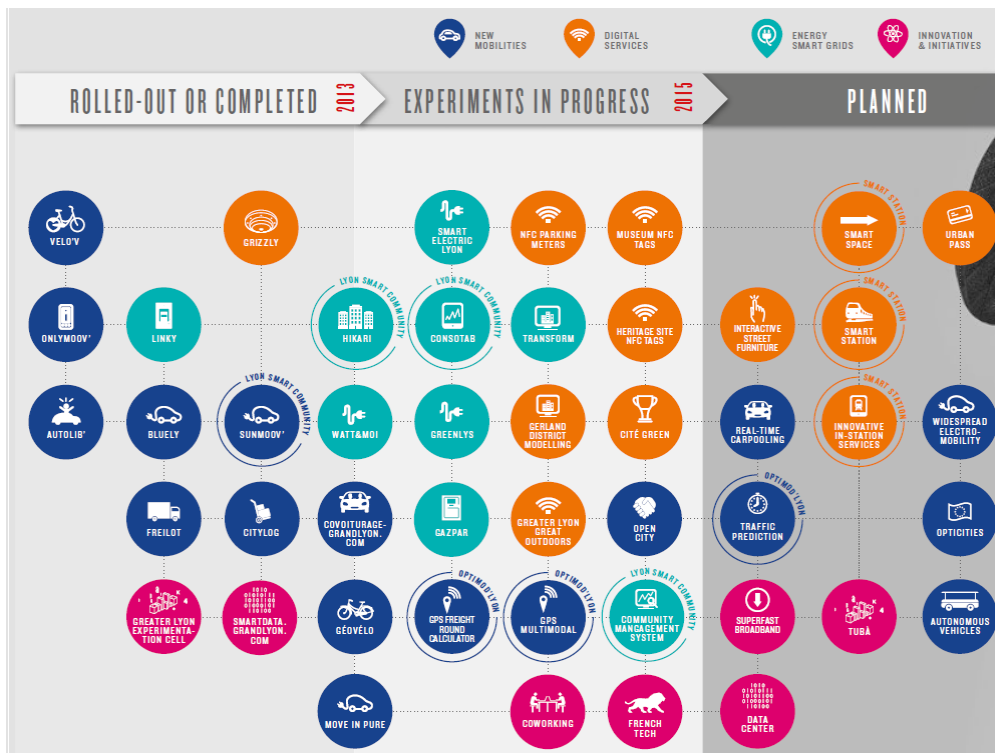 NEW
MOBILITIES
DIGITAL
SERVICES
ENERGY
SMART GRIDS
INNOVATION
& INITIATIVES
ROLLED-OUT OR COMPLETED
2013
EXPERIMENTS IN PROGRESS
2015
PLANNED
VELO'V
GRIZZLY
SMART
ELECTRIC
LYON
NFC PARKING
METERS
MUSEUM NFC
TAGS
SMART STATION
SMART
SPACE
URBAN
PASS
ONLYMOOV'
LINKY
LYON SMART COMMUNITY
HIKARI
LYON SMART COMMUNITY
CONSOTAB
TRANSFORM
HERITAGE SITE
NFC TAGS
INTERACTIVE
STREET
FURNITURE
SMART STATION
SMART
STATION
AUTOLIB'
BLUELY
LYON SMART COMMUNITY
SUNMOOV'
WATT&MOI
GREENLYS
GERLAND
DISTRICT
MODELLING
CITÉ GREEN
REAL-TIME
CARPOOLING
SMART STATION
INNOVATIVE
IN-STATION
SERVICES
WIDESPREAD
ELECTRO-
MOBILITY
FREILOT
CITYLOG
COVOITURAGE-
GRANDLYON.
COM
GAZPAR
GREATER LYON
GREAT
OUTDOORS
OPEN
CITY
OPTIMOD'LYON
TRAFFIC
PREDICTION
OPTICITIES
GREATER LYON
EXPERIMENTA-
TION CELL
1010
0101011
1010101
010100
SMARTDATA.
GRANDLYON.
COM
GÉOVÉLO
OPTIMOD'LYON
GPS FREIGHT
ROUND
CALCULATOR
OPTIMOD'LYON
GPS
MULTIMODAL
LYON SMART COMMUNITY
COMMUNITY
MANGACEMENT
SYSTEM
SUPERFAST
BROADBAND
TUBÀ
AUTONOMOUS
VEHICLES
MOVE IN PURE
COWORKING
FRENCH
TECH
DATA
CENTER